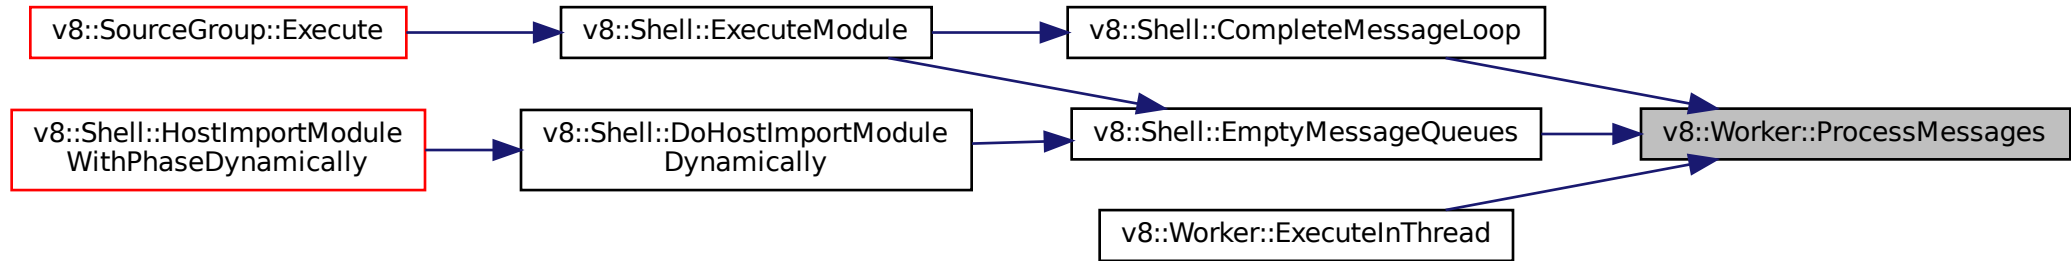 v8::SourceGroup::Execute
v8::Shell::ExecuteModule
v8::Shell::CompleteMessageLoop
v8::Shell::HostImportModule
WithPhaseDynamically
v8::Shell::DoHostImportModule
Dynamically
v8::Shell::EmptyMessageQueues
v8::Worker::ProcessMessages
v8::Worker::ExecuteInThread